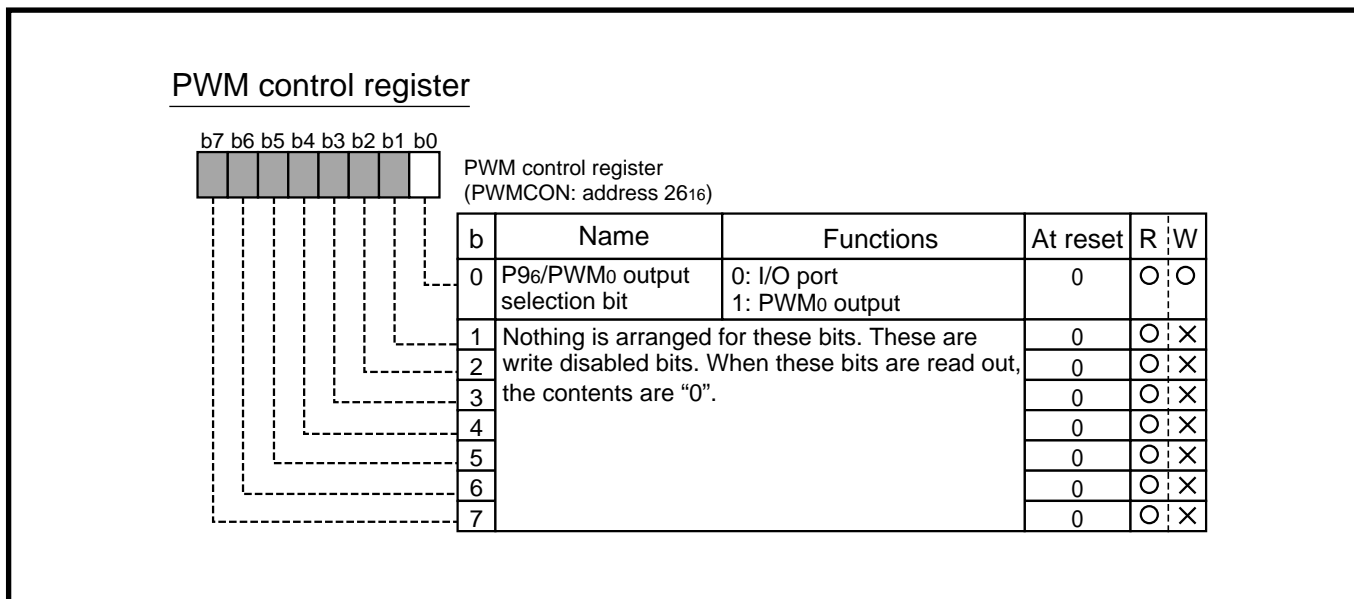 PWM control register
b7 b6 b5 b4 b3 b2 b1 b0
PWM control register
(PWMCON: address 2616)
b Name Functions At reset R W
0 P96/PWM0 output 0: I/O port 0 O O
selection bit 1: PWM0 output
1 Nothing is arranged for these bits. These are 0 O ×
2 write disabled bits. When these bits are read out, 0 O ×
3 the contents are “0”. 0 O ×
4 0 O ×
5 0 O ×
6 0 O ×
7 0 O ×